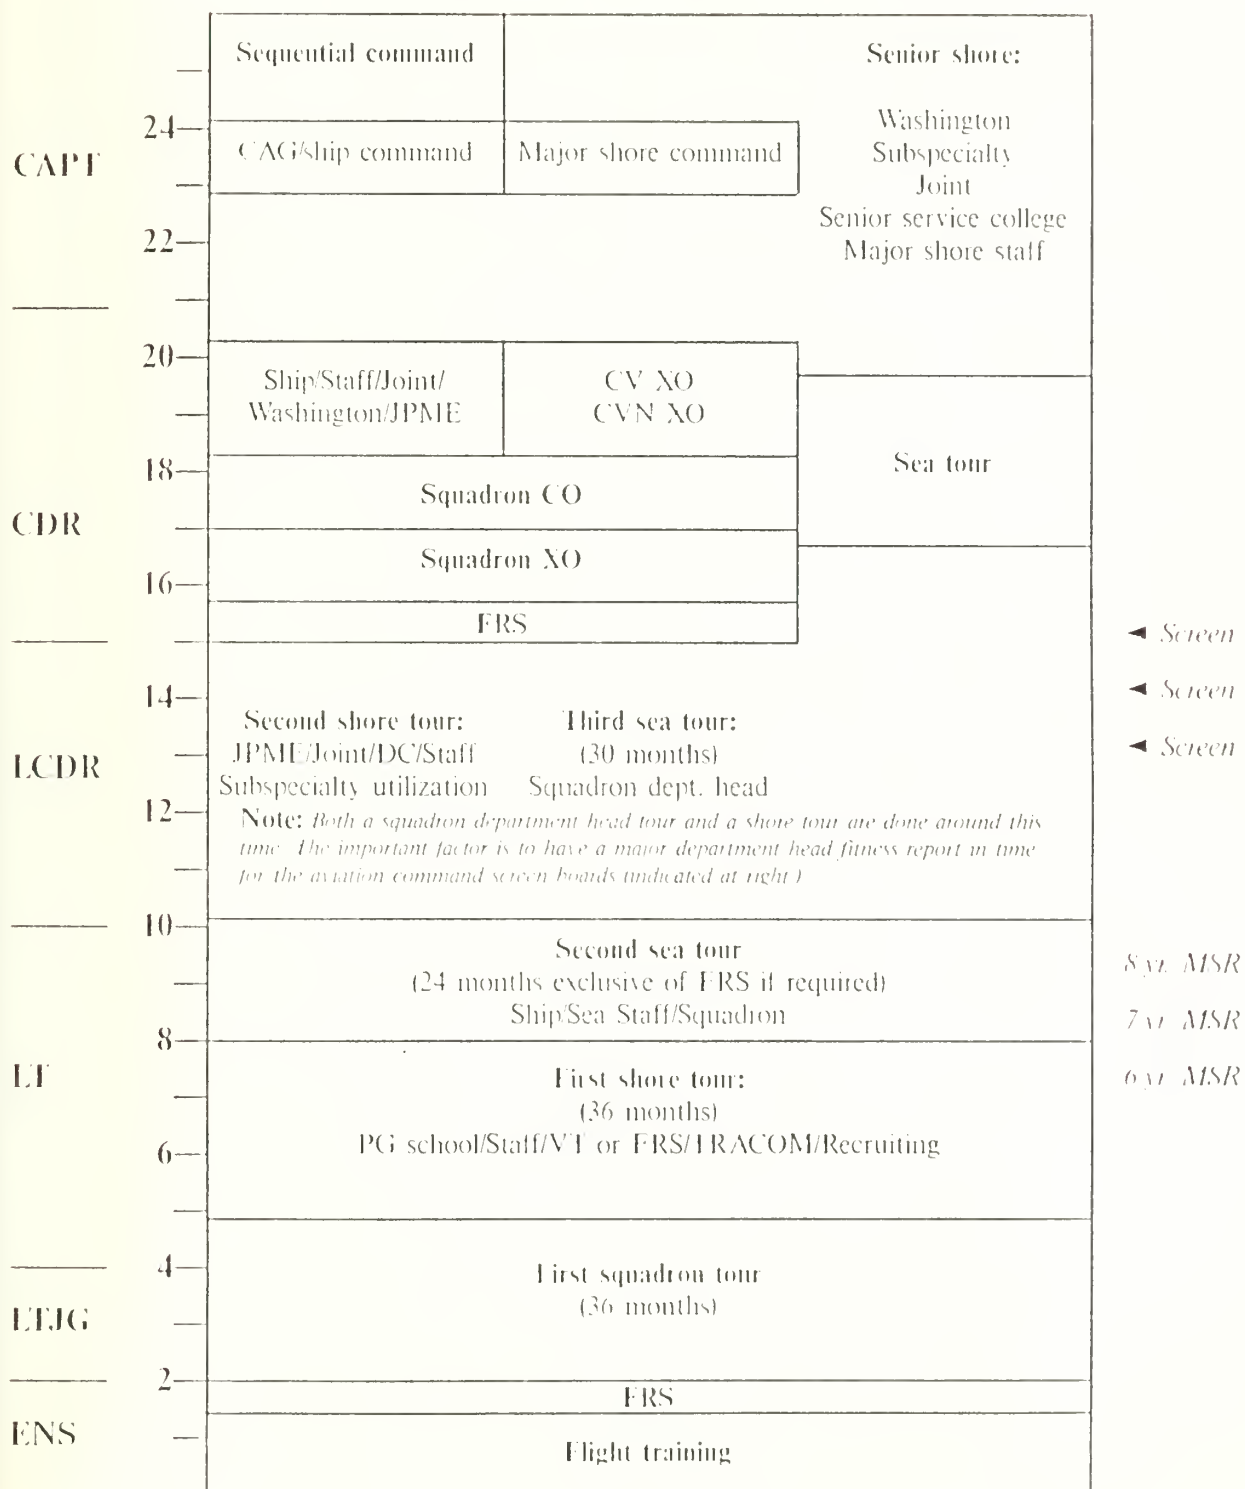 Sequential command
Senior shore:
24
Washington
CAPT
CAG/ship command
Major shore command
Subspecialty
Joint
Senior service college
22
Major shore staff
20
Ship/Staff/Joint/
Washington/JPME
CV XO
CVN XO
18
Sea tour
Squadron CO
CDR
Squadron XO
16
FRS
◄ Screen
14
◄ Screen
Second shore tour:
JPME/Joint/DC/Staff
Subspecialty utilization
Third sea tour:
(30 months)
Squadron dept. head
◄ Screen
LCDR
12
Note: Both a squadron department head tour and a shore tour are done around this
time. The important factor is to have a major department head fitness report in time
for the aviation command screen boards (indicated at right.)
10
Second sea tour
(24 months exclusive of FRS if required)
Ship/Sea Staff/Squadron
8 yr. MSR
7 yr. MSR
8
LT
First shore tour:
(36 months)
PG school/Staff/VT or FRS/TRACOM/Recruiting
6 yr. MSR
6
4
First squadron tour
(36 months)
LTJG
2
FRS
ENS
Flight training